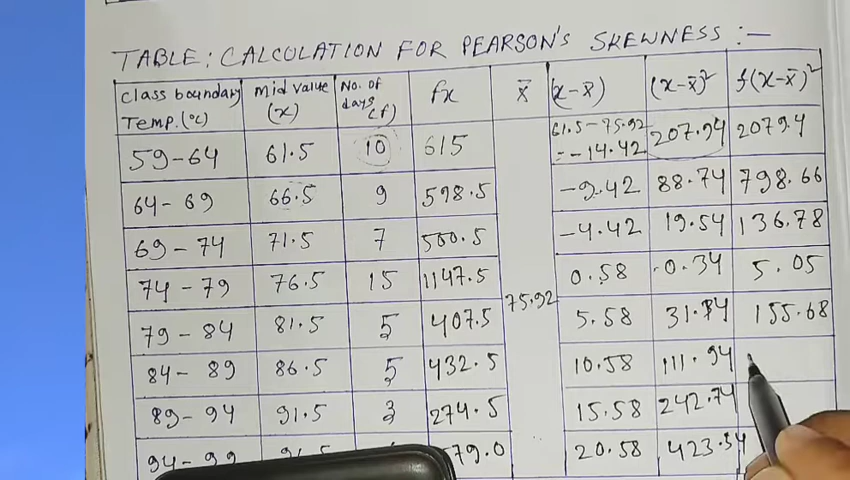 TABLE: CALCULATION FOR PEARSON'S SKEWNESS :—
Class boundary Temp. (°C) mid value (x) No. of days (f) fx x̄ (x-x̄) (x-x̄)² f(x-x̄)²
59-64 61.5 10 615 61.5-75.92 = -14.42 207.94 2079.4
64-69 66.5 9 598.5 -9.42 88.74 798.66
69-74 71.5 7 500.5 -4.42 19.54 136.78
74-79 76.5 15 1147.5 75.92 0.58 0.34 5.05
79-84 81.5 5 407.5 5.58 31.14 155.68
84-89 86.5 5 432.5 10.58 111.94
89-94 91.5 3 274.5 15.58 242.74
94-99 579.0 20.58 423.54